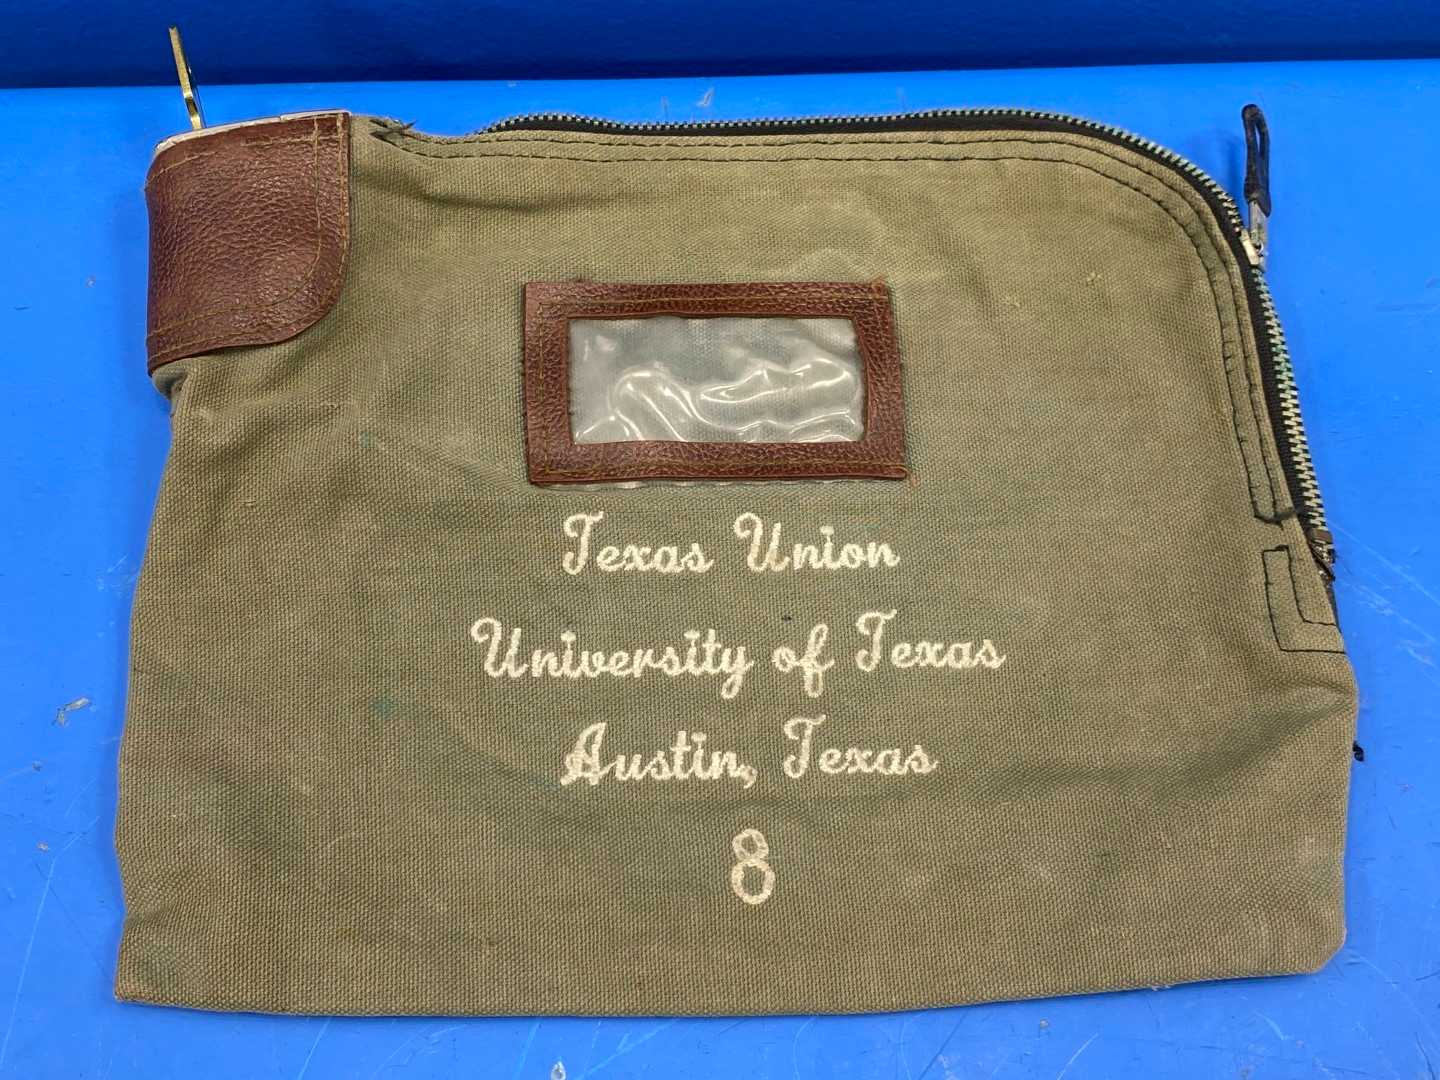 Texas Union
University of Texas
Austin, Texas
8